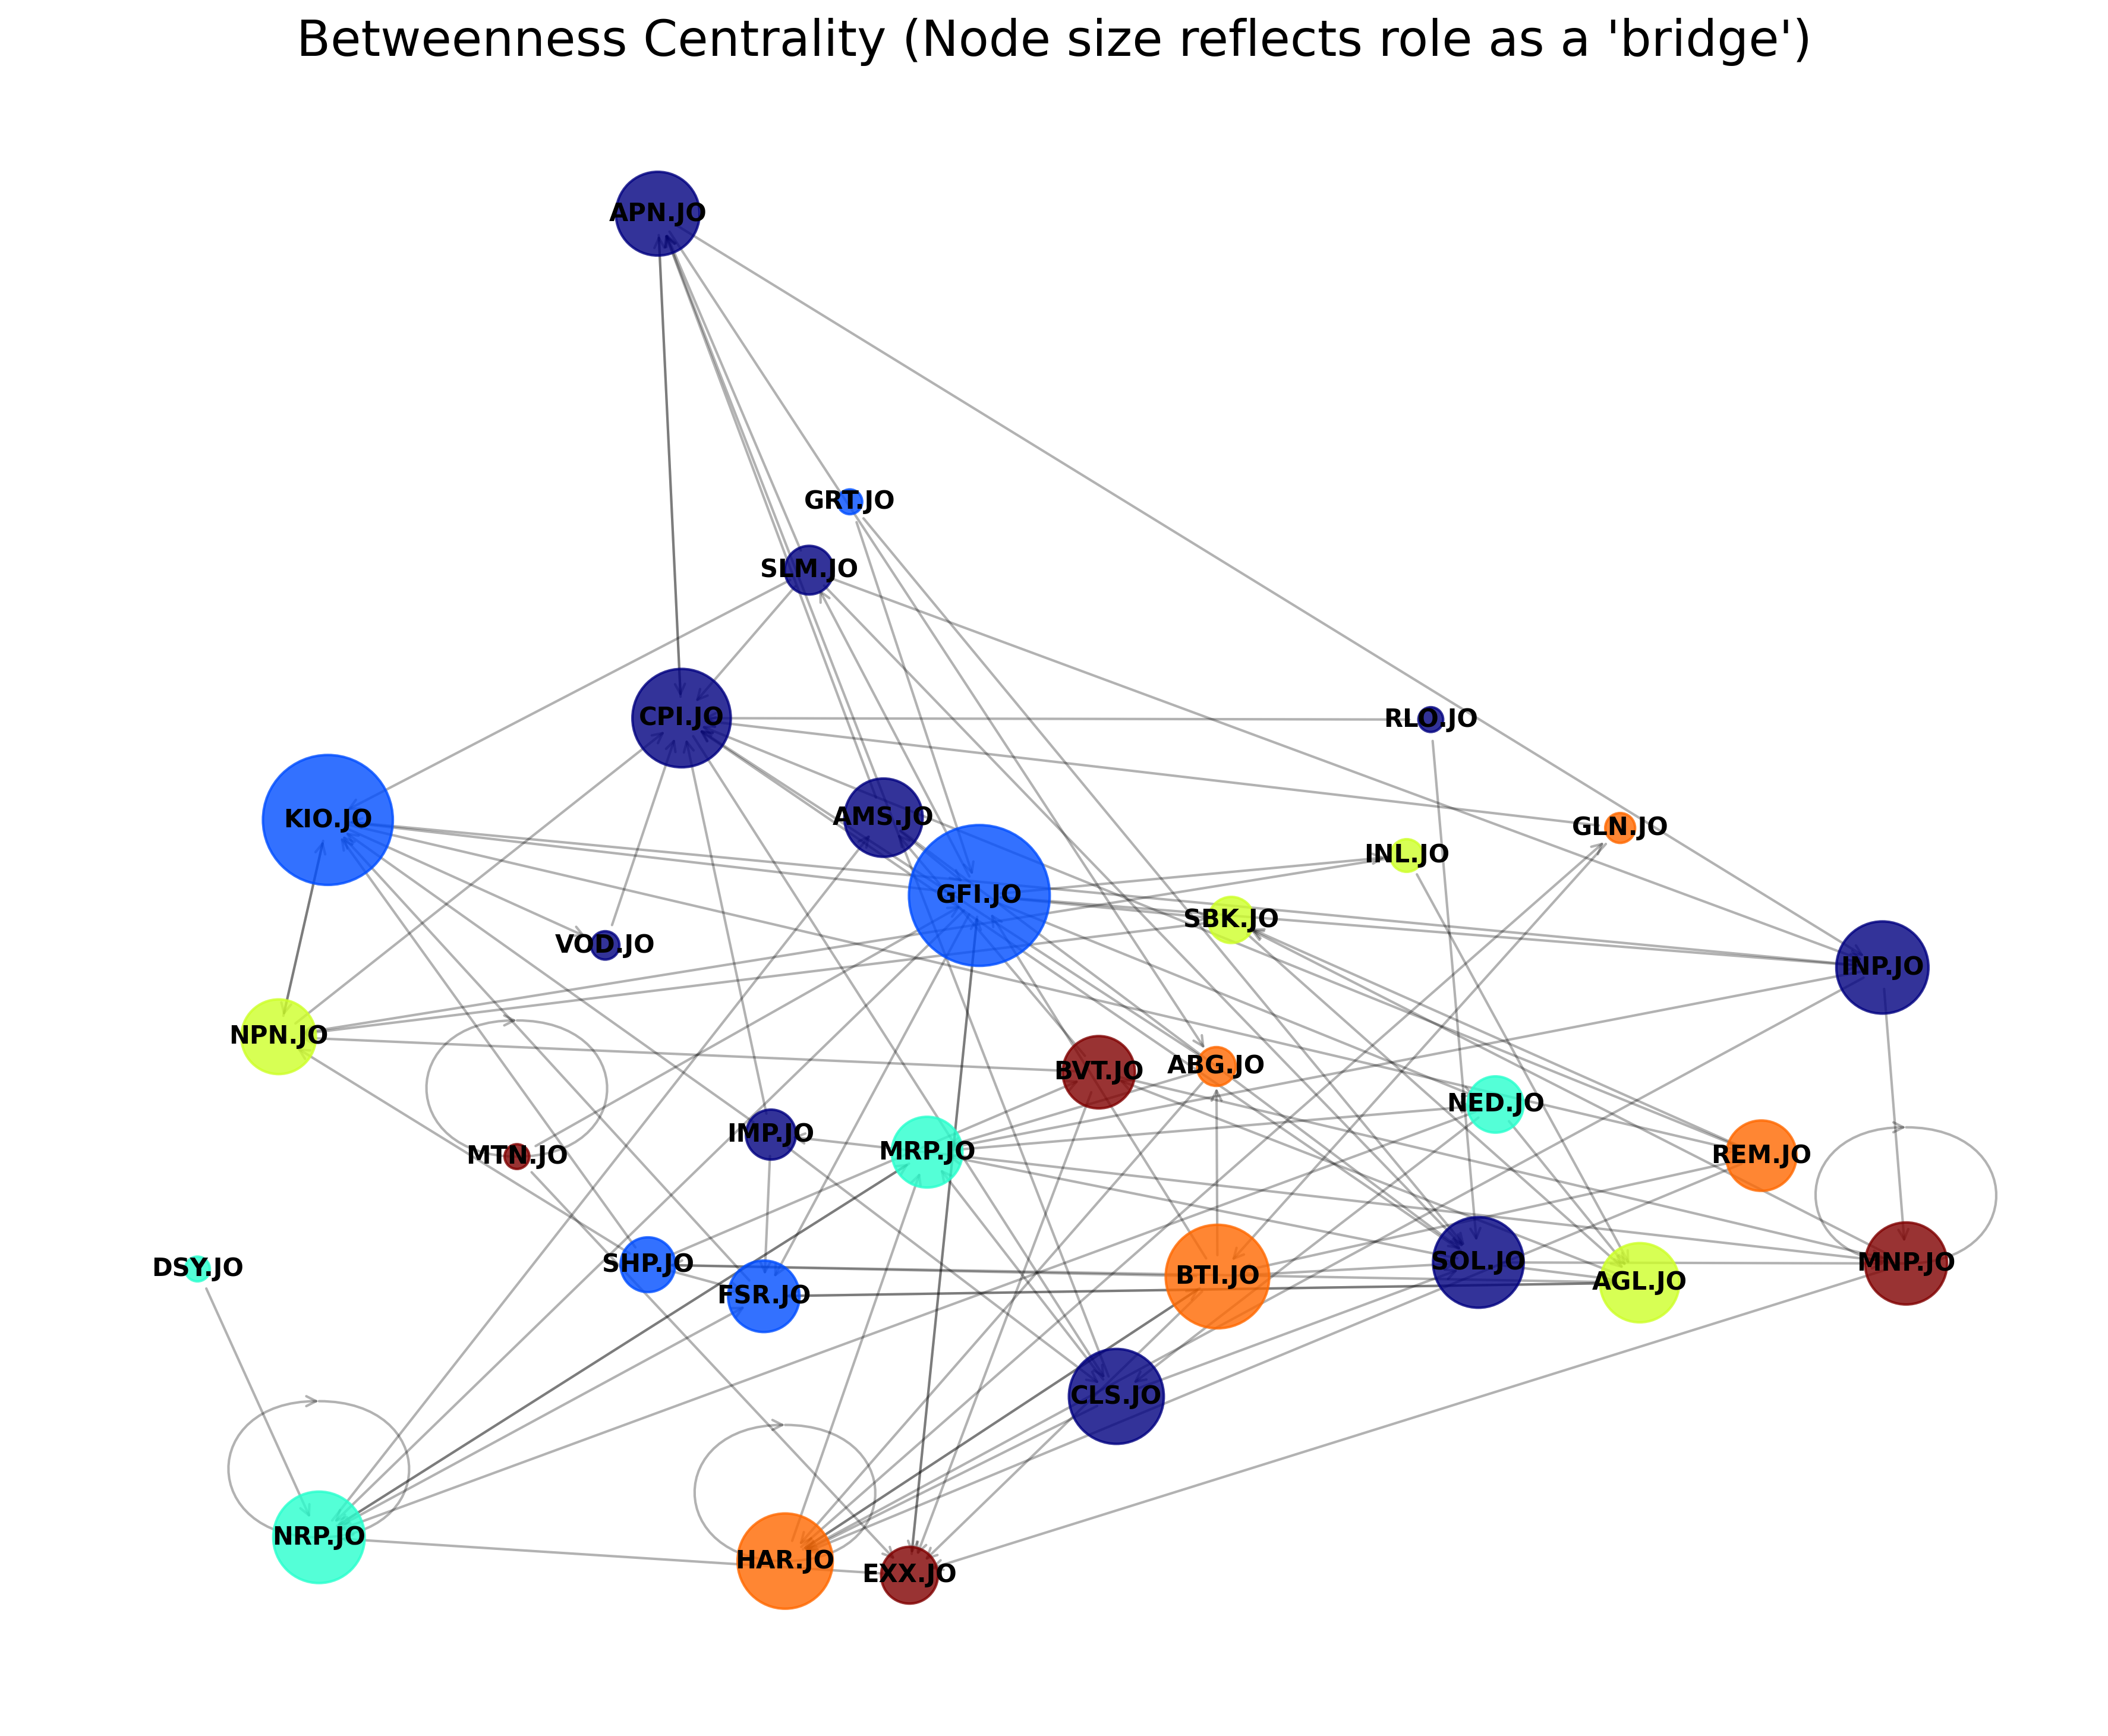 Betweenness Centrality (Node size reflects role as a 'bridge')
APN.JO
GRT.JO
SLM.JO
CPI.JO
RLO.JO
KIO.JO
AMS.JO
GLN.JO
INL.JO
GFI.JO
SBK.JO
VOD.JO
INP.JO
NPN.JO
BVT.JO
ABG.JO
NED.JO
IMP.JO
MRP.JO
MTN.JO
REM.JO
DSY.JO
SHP.JO
FSR.JO
BTI.JO
SOL.JO
AGL.JO
MNP.JO
CLS.JO
NRP.JO
HAR.JO
EXX.JO